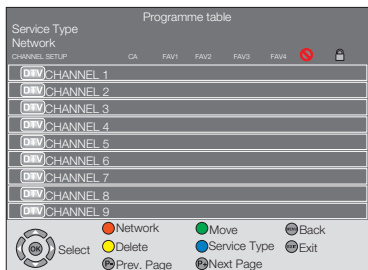 Programme table
Service Type
Network
CHANNEL SETUP CA FAV1 FAV2 FAV3 FAV4
DTV CHANNEL 1
DTV CHANNEL 2
DTV CHANNEL 3
DTV CHANNEL 4
DTV CHANNEL 5
DTV CHANNEL 6
DTV CHANNEL 7
DTV CHANNEL 8
DTV CHANNEL 9
Network Move MENU Back
OK Select Delete Service Type EXIT Exit
P- Prev. Page P+ Next Page